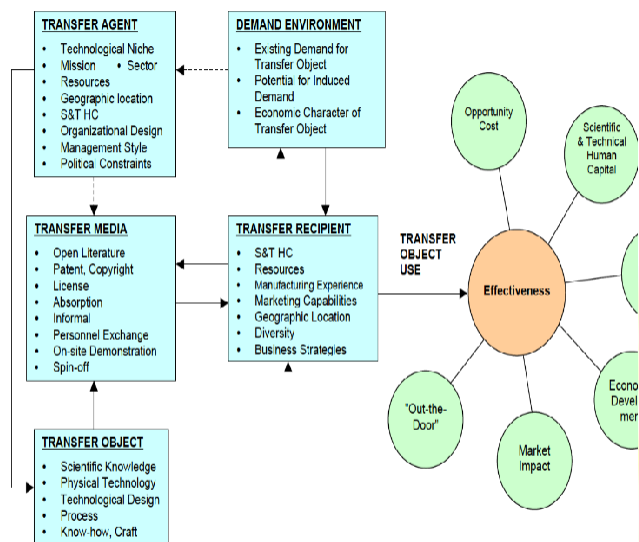 TRANSFER AGENT
• Technological Niche
• Mission • Sector
• Resources
• Geographic location
• S&T HC
• Organizational Design
• Management Style
• Political Constraints
DEMAND ENVIRONMENT
• Existing Demand for
Transfer Object
• Potential for Induced
Demand
• Economic Character of
Transfer Object
TRANSFER MEDIA
• Open Literature
• Patent, Copyright
• License
• Absorption
• Informal
• Personnel Exchange
• On-site Demonstration
• Spin-off
TRANSFER RECIPIENT
• S&T HC
• Resources
• Manufacturing Experience
• Marketing Capabilities
• Geographic Location
• Diversity
• Business Strategies
TRANSFER OBJECT
• Scientific Knowledge
• Physical Technology
• Technological Design
• Process
• Know-how, Craft
TRANSFER
OBJECT
USE
Effectiveness
Opportunity
Cost
Scientific
& Technical
Human
Capital
Econo
Develo
men
Market
Impact
"Out-the-
Door"